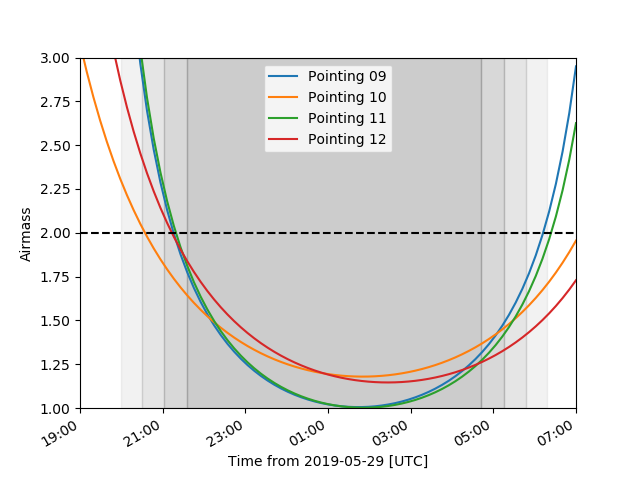 3.00
2.75
2.50
2.25
2.00
1.75
1.50
1.25
1.00
Airmass
Pointing 09
Pointing 10
Pointing 11
Pointing 12
19:00
21:00
23:00
01:00
03:00
05:00
07:00
Time from 2019-05-29 [UTC]